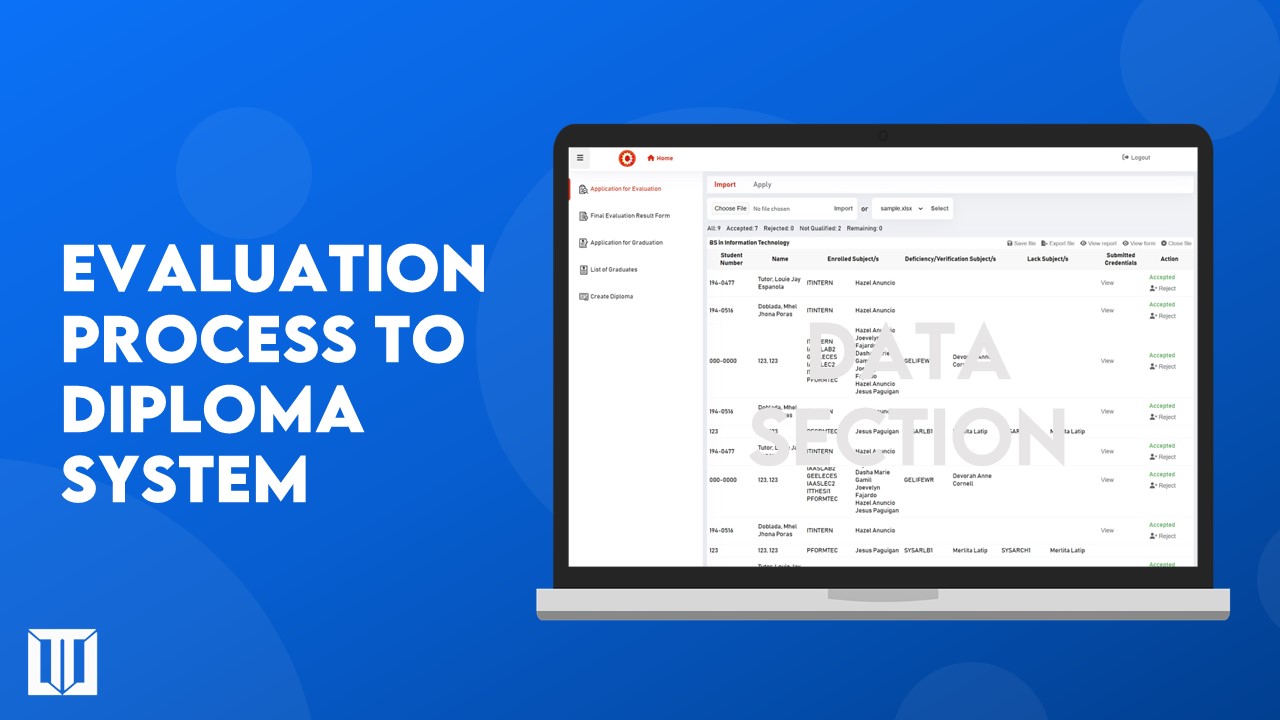 EVALUATION
PROCESS TO
DIPLOMA
SYSTEM
Home
Logout
Application for Evaluation
Final Evaluation Result Form
Application for Graduation
List of Graduates
Create Diploma
Import Apply
Choose File No file chosen Import or sample.xlsx Select
All: 9 Accepted: 7 Rejected: 0 Not Qualified: 2 Remaining: 0
BS in Information Technology Save file Export file View report View form Close file
Student Number Name Enrolled Subject/s Deficiency/Verification Subject/s Lack Subject/s Submitted Credentials Action
194-0477 Tutor, Louie Jay Espanola ITINTERN Hazel Anuncio View Accepted Reject
194-0516 Doblada, Mhel Jhona Poras ITINTERN Hazel Anuncio View Accepted Reject
DATA
SECTION
000-0000 123, 123 PFORMTEC Hazel Anuncio Jesus Paguigan View Accepted Reject
194-0516 ITINTERN View Accepted Reject
123 123, 123 PFORMTEC Jesus Paguigan Merlita Latip Merlita Latip
194-0477 ITINTERN Hazel View Accepted Reject
000-0000 123, 123 IAASLAB2 GEELECES IAASLEC2 ITTHESI1 PFORMTEC Dasha Marie Gamil Joevelyn Fajardo Hazel Anuncio Jesus Paguigan GELIFEWR Devorah Anne Cornell View Accepted Reject
194-0516 Doblada, Mhel Jhona Poras ITINTERN Hazel Anuncio View Accepted Reject
123 123, 123 PFORMTEC Jesus Paguigan SYSARLB1 Merlita Latip SYSARCH1 Merlita Latip
Accepted